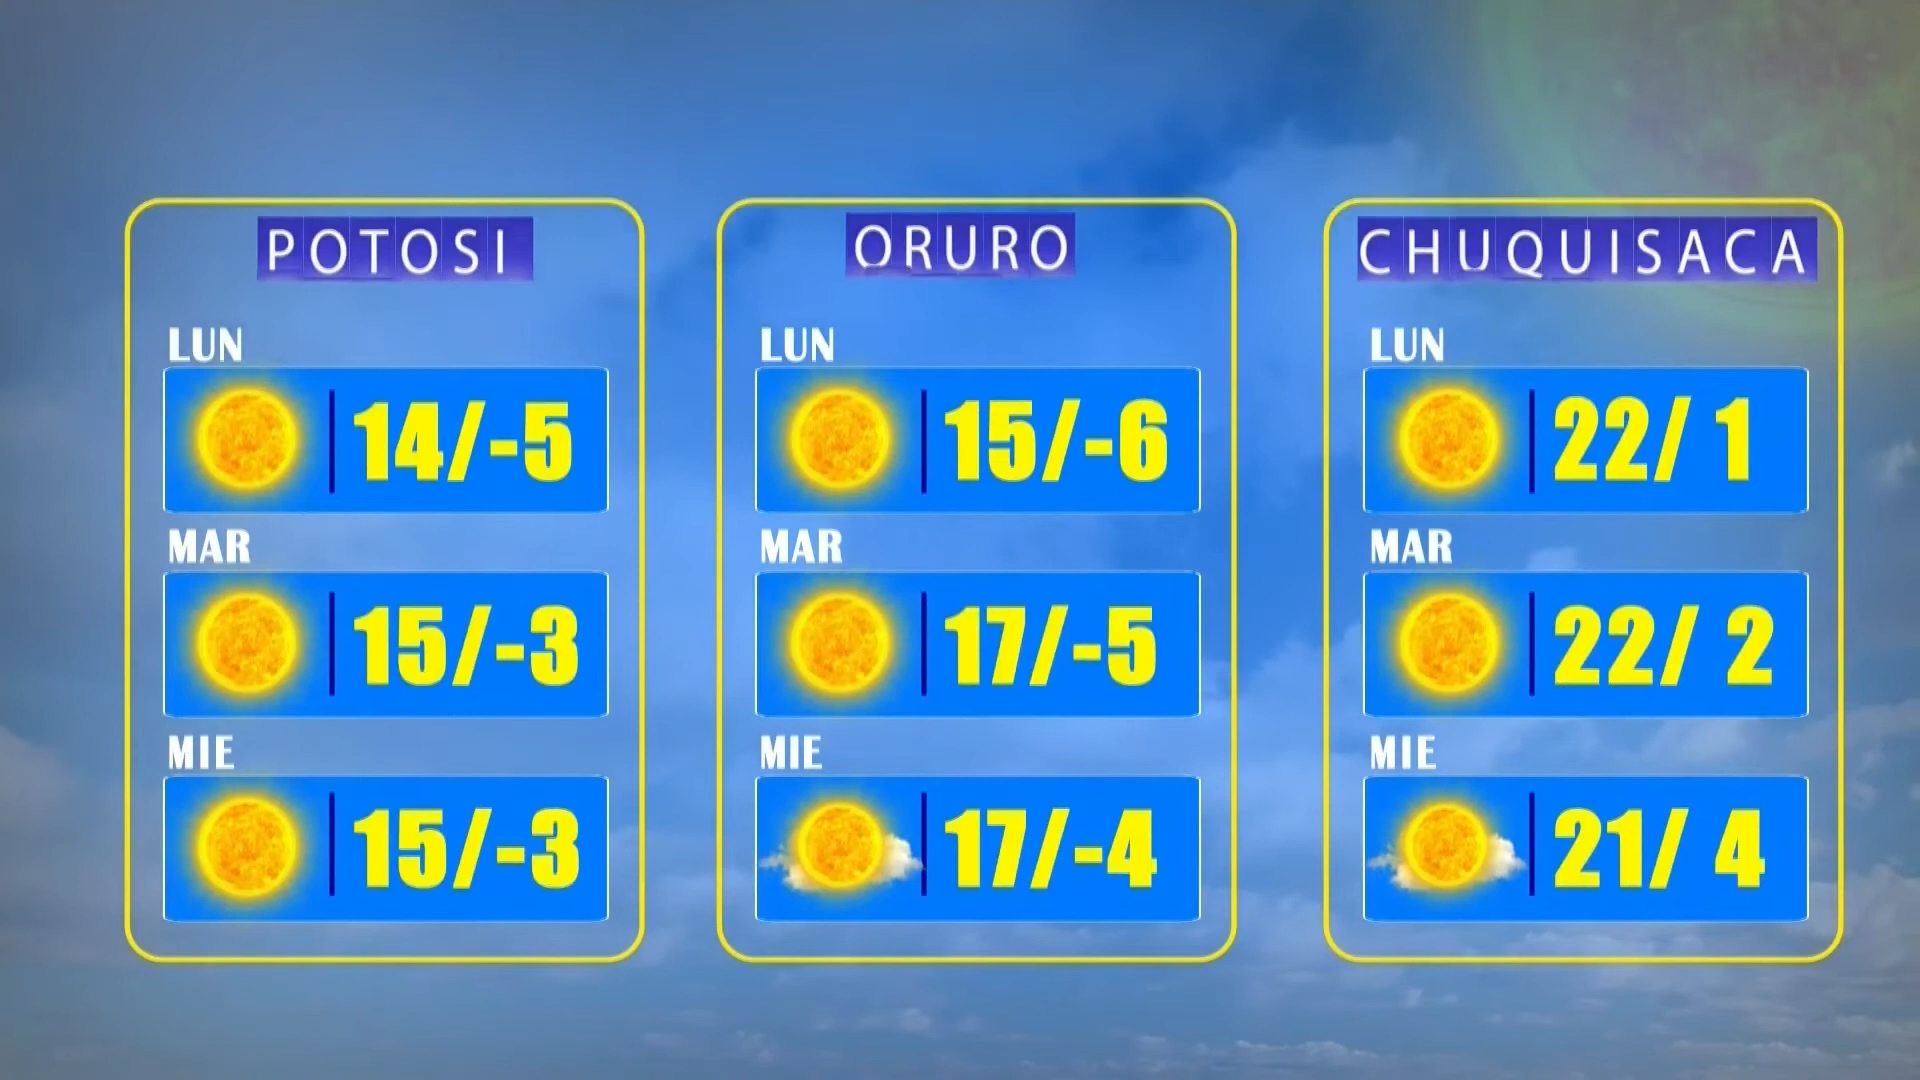 POTOSI
LUN
14/-5
MAR
15/-3
MIE
15/-3
ORURO
LUN
15/-6
MAR
17/-5
MIE
17/-4
CHUQUISACA
LUN
22/ 1
MAR
22/ 2
MIE
21/ 4